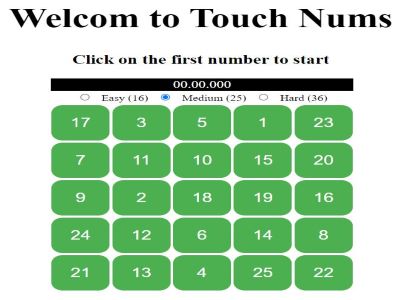 Welcom to Touch Nums
Click on the first number to start
00.00.000
Easy (16) Medium (25) Hard (36)
17 3 5 1 23
7 11 10 15 20
9 2 18 19 16
24 12 6 14 8
21 13 4 25 22